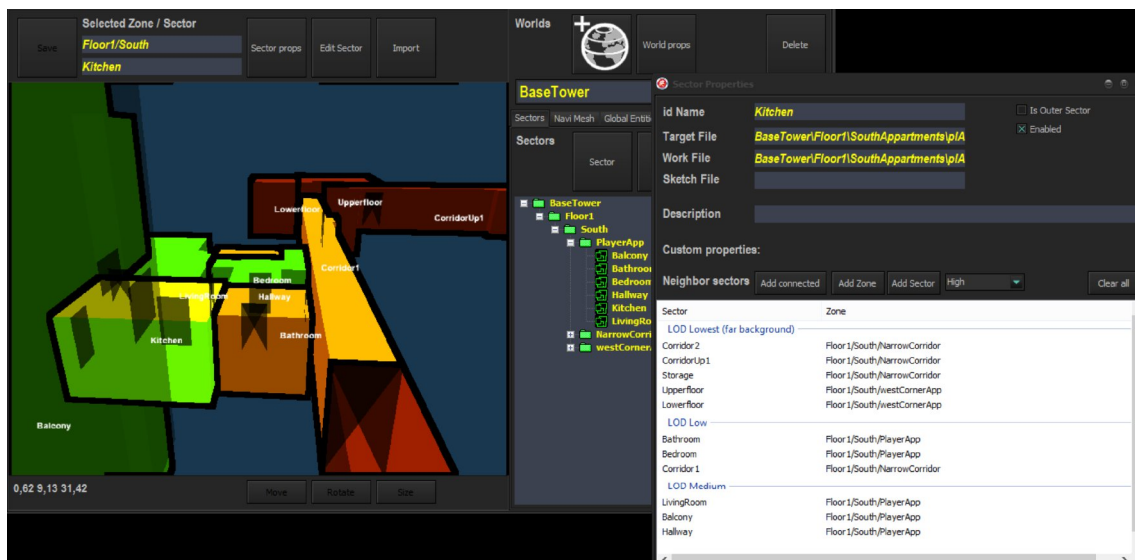 Selected Zone / Sector
Save
Floor1/South
Kitchen
Sector props
Edit Sector
Import
Worlds
World props
Delete
BaseTower
Sectors Navi Mesh Global Entiti
Sectors
Sector
BaseTower
Floor1
South
PlayerApp
Balcony
Bathroom
Bedroom
Hallway
Kitchen
LivingRo
NarrowCorri
westCornerA
Lowerfloor
Upperfloor
CorridorUp1
Corridor1
Bedroom
LivingRoom
Hallway
Kitchen
Bathroom
Balcony
0,62 9,13 31,42
Move
Rotate
Size
Sector Properties
id Name
Kitchen
Is Outer Sector
Target File
BaseTower\Floor1\SouthAppartments\plA
Enabled
Work File
BaseTower\Floor1\SouthAppartments\plA
Sketch File
Description
Custom properties:
Neighbor sectors
Add connected
Add Zone
Add Sector
High
Clear all
Sector Zone
LOD Lowest (far background)
Corridor2 Floor1/South/NarrowCorridor
CorridorUp1 Floor1/South/NarrowCorridor
Storage Floor1/South/NarrowCorridor
Upperfloor Floor1/South/westCornerApp
Lowerfloor Floor1/South/westCornerApp
LOD Low
Bathroom Floor1/South/PlayerApp
Bedroom Floor1/South/PlayerApp
Corridor1 Floor1/South/NarrowCorridor
LOD Medium
LivingRoom Floor1/South/PlayerApp
Balcony Floor1/South/PlayerApp
Hallway Floor1/South/PlayerApp